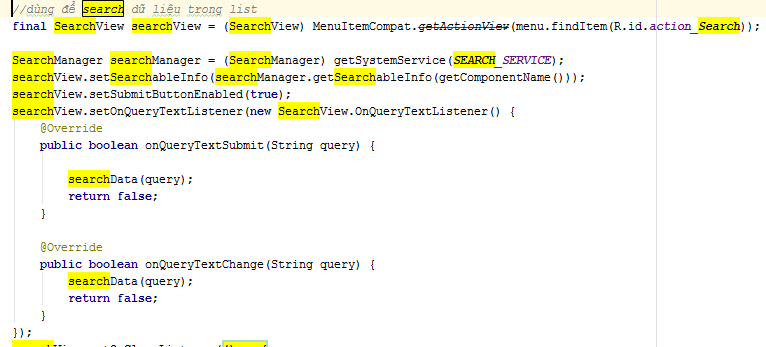 //dùng để search dữ liệu trong list
final SearchView searchView = (SearchView) MenuItemCompat.getActionView(menu.findItem(R.id.action_Search));
SearchManager searchManager = (SearchManager) getSystemService(SEARCH_SERVICE);
searchView.setSearchableInfo(searchManager.getSearchableInfo(getComponentName()));
searchView.setSubmitButtonEnabled(true);
searchView.setOnQueryTextListener(new SearchView.OnQueryTextListener() {
@Override
public boolean onQueryTextSubmit(String query) {
searchData(query);
return false;
}
@Override
public boolean onQueryTextChange(String query) {
searchData(query);
return false;
}
});